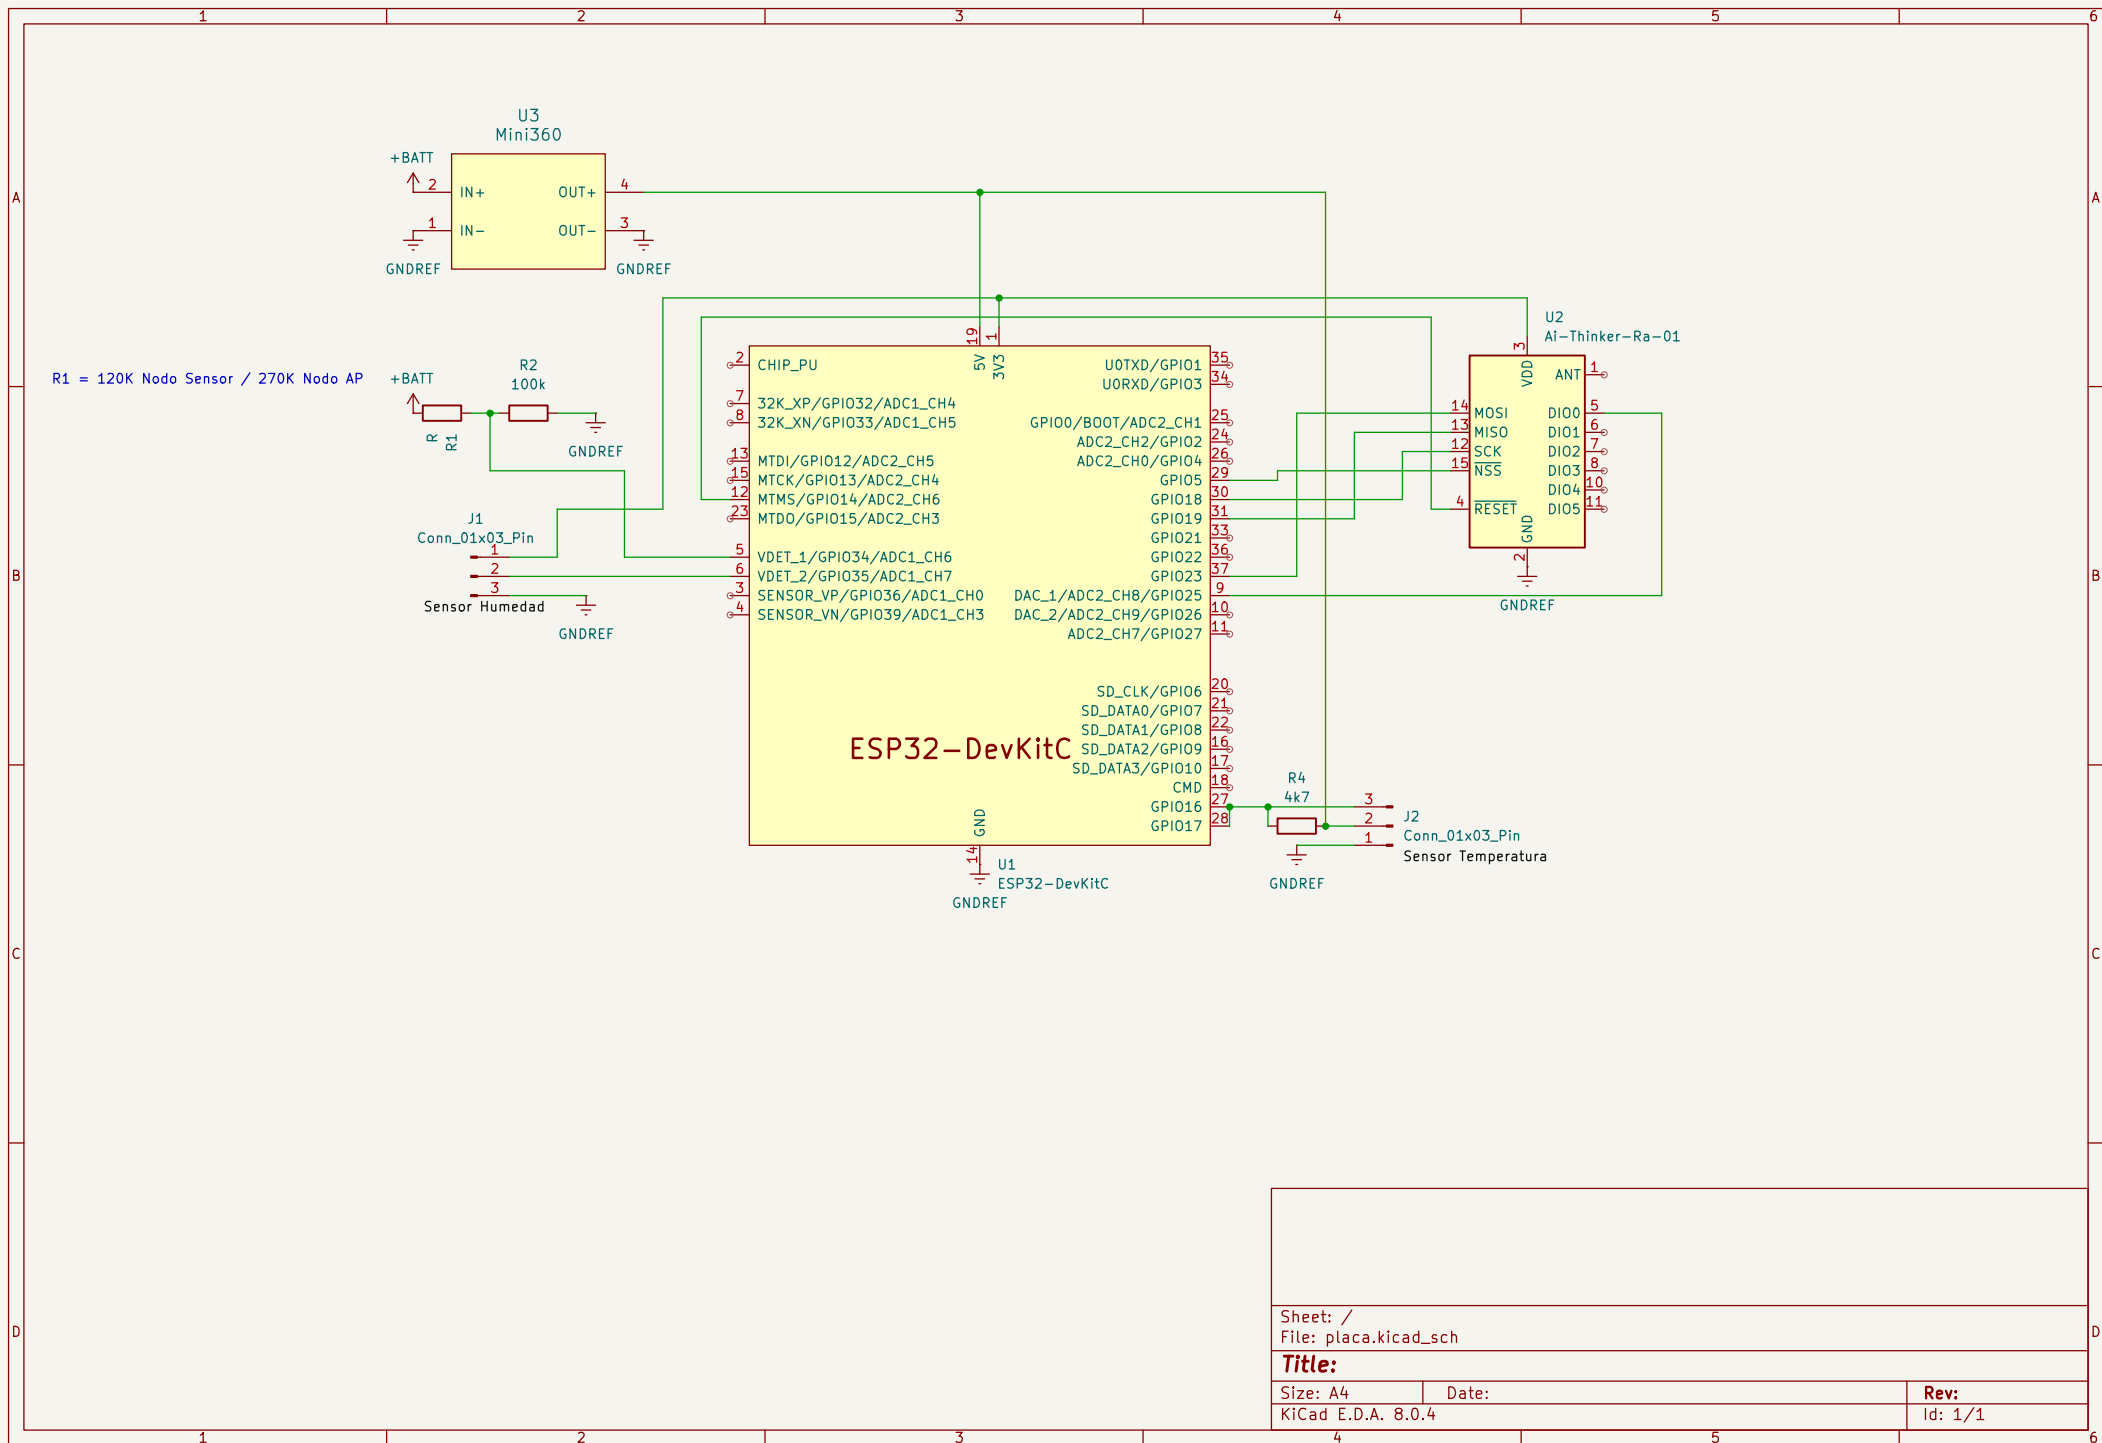 1 2 3 4 5 6
A A
B B
C C
D D
U3
Mini360
+BATT
2 IN+ OUT+ 4
1 IN- OUT- 3
GNDREF GNDREF
R1 = 120K Nodo Sensor / 270K Nodo AP
+BATT
R2
100k
R
R1
GNDREF
J1
Conn_01x03_Pin
1
2
3
Sensor Humedad
GNDREF
19 1
5V 3V3
2 CHIP_PU
7 32K_XP/GPIO32/ADC1_CH4
8 32K_XN/GPIO33/ADC1_CH5
13 MTDI/GPIO12/ADC2_CH5
15 MTCK/GPIO13/ADC2_CH4
12 MTMS/GPIO14/ADC2_CH6
23 MTDO/GPIO15/ADC2_CH3
5 VDET_1/GPIO34/ADC1_CH6
6 VDET_2/GPIO35/ADC1_CH7
3 SENSOR_VP/GPIO36/ADC1_CH0
4 SENSOR_VN/GPIO39/ADC1_CH3
U0TXD/GPIO1 35
U0RXD/GPIO3 34
GPIO0/BOOT/ADC2_CH1 25
ADC2_CH2/GPIO2 24
ADC2_CH0/GPIO4 26
GPIO5 29
GPIO18 30
GPIO19 31
GPIO21 33
GPIO22 36
GPIO23 37
DAC_1/ADC2_CH8/GPIO25 9
DAC_2/ADC2_CH9/GPIO26 10
ADC2_CH7/GPIO27 11
SD_CLK/GPIO6 20
SD_DATA0/GPIO7 21
SD_DATA1/GPIO8 22
SD_DATA2/GPIO9 16
SD_DATA3/GPIO10 17
CMD 18
GPIO16 27
GPIO17 28
ESP32-DevKitC
GND
14
U1
ESP32-DevKitC
GNDREF
U2
Ai-Thinker-Ra-01
3
VDD
ANT 1
14 MOSI DIO0 5
13 MISO DIO1 6
12 SCK DIO2 7
15 NSS DIO3 8
DIO4 10
4 RESET DIO5 11
GND
2
GNDREF
R4
4k7
3
2
1
J2
Conn_01x03_Pin
Sensor Temperatura
GNDREF
Sheet: /
File: placa.kicad_sch
Title:
Size: A4 Date: Rev:
KiCad E.D.A. 8.0.4 Id: 1/1
1 2 3 4 5 6